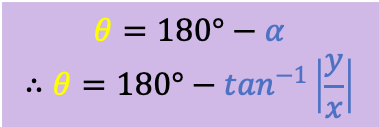 θ = 180° − α
∴ θ = 180° − tan⁻¹ |y/x|